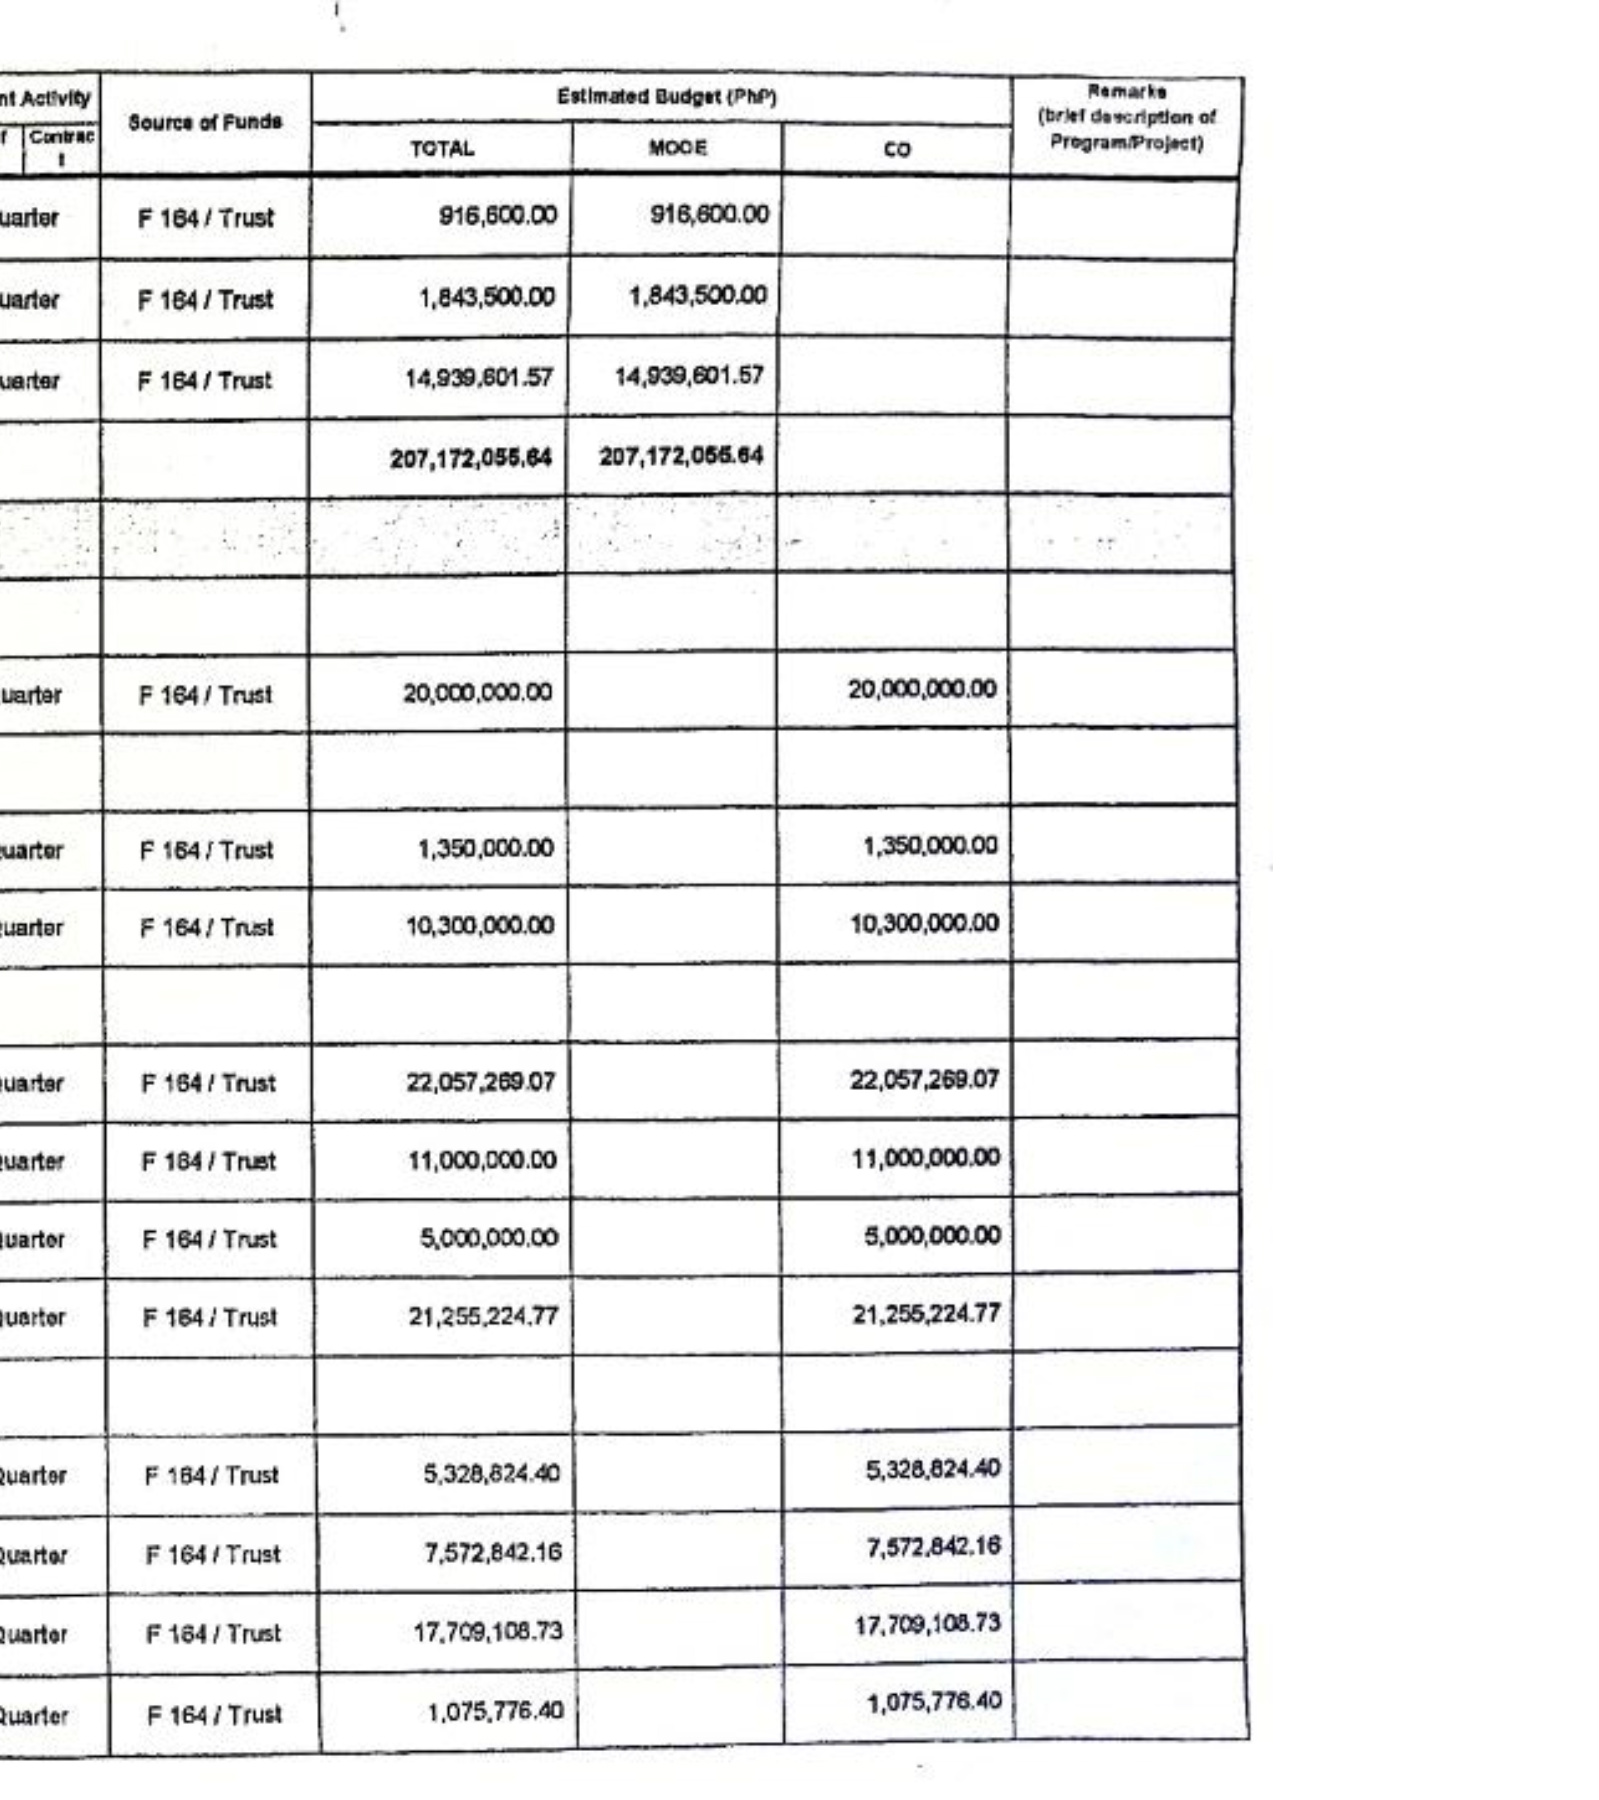 nt Activity Source of Funds Estimated Budget (PhP) Remarks
(brief description of
Program/Project)
f Contrac
t TOTAL MOOE CO
uarter F 164 / Trust 916,600.00 916,600.00
uarter F 164 / Trust 1,843,500.00 1,843,500.00
uarter F 164 / Trust 14,939,601.57 14,939,601.57
207,172,055.64 207,172,055.64
uarter F 164 / Trust 20,000,000.00 20,000,000.00
uarter F 164 / Trust 1,350,000.00 1,350,000.00
Quarter F 164 / Trust 10,300,000.00 10,300,000.00
Quarter F 164 / Trust 22,057,269.07 22,057,269.07
Quarter F 164 / Trust 11,000,000.00 11,000,000.00
Quarter F 164 / Trust 5,000,000.00 5,000,000.00
Quarter F 164 / Trust 21,255,224.77 21,255,224.77
Quarter F 164 / Trust 5,328,824.40 5,328,824.40
Quarter F 164 / Trust 7,572,842.16 7,572,842.16
Quarter F 164 / Trust 17,709,108.73 17,709,108.73
Quarter F 164 / Trust 1,075,776.40 1,075,776.40